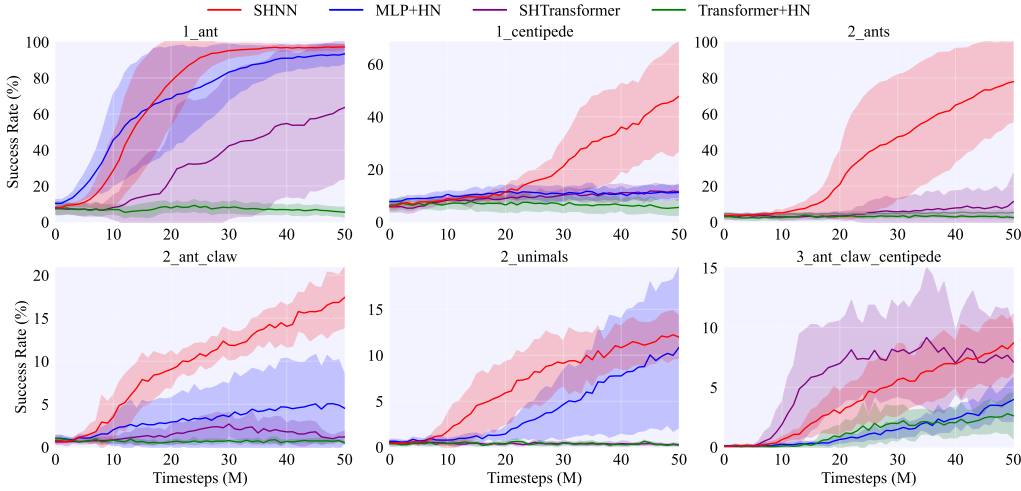 SHNN MLP+HN SHTransformer Transformer+HN
1_ant 1_centipede 2_ants
Success Rate (%)
100
80
60
40
20
0
0 10 20 30 40 50
60
40
20
0
0 10 20 30 40 50
100
80
60
40
20
0
0 10 20 30 40 50
2_ant_claw 2_unimals 3_ant_claw_centipede
Success Rate (%)
20
15
10
5
0
0 10 20 30 40 50
Timesteps (M)
15
10
5
0
0 10 20 30 40 50
Timesteps (M)
15
10
5
0
0 10 20 30 40 50
Timesteps (M)